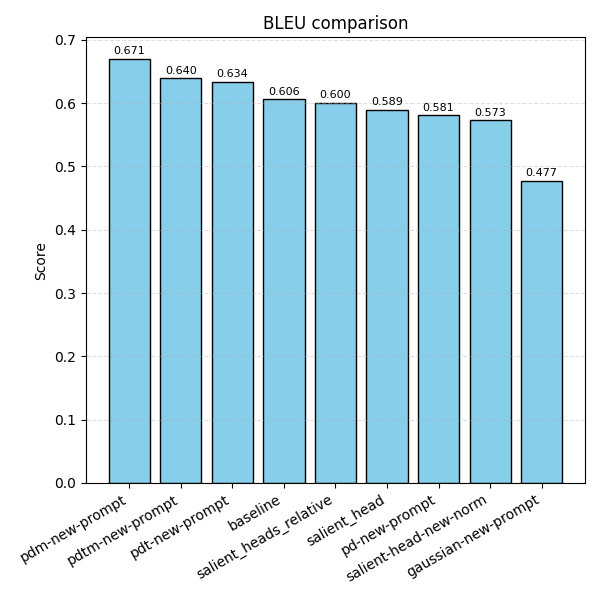 BLEU comparison
0.7
0.6
0.5
0.4
0.3
0.2
0.1
0.0
Score
0.671
0.640
0.634
0.606
0.600
0.589
0.581
0.573
0.477
pdm-new-prompt
pdtm-new-prompt
pdt-new-prompt
baseline
salient_heads_relative
salient_head
pd-new-prompt
salient-head-new-norm
gaussian-new-prompt